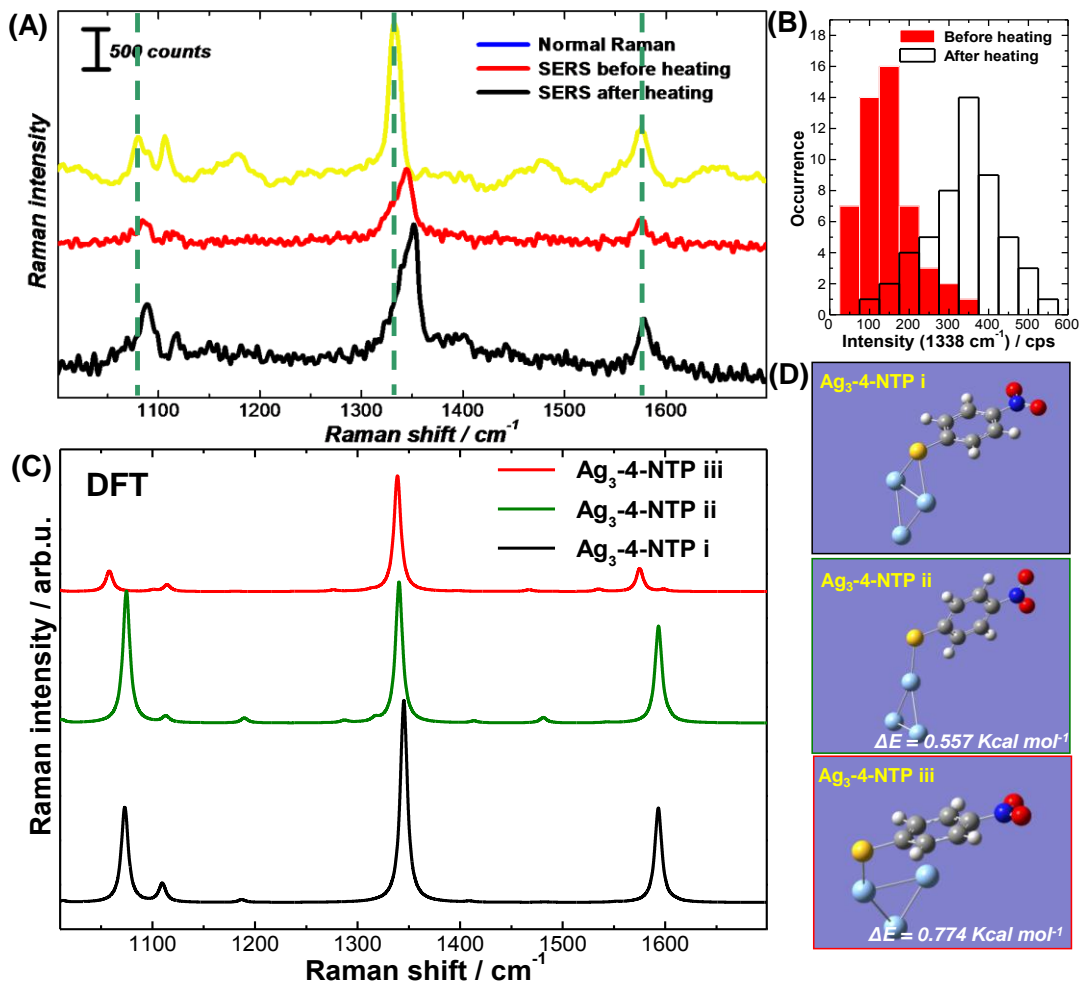 (A)
500 counts
Normal Raman
SERS before heating
SERS after heating
Raman intensity
1100 1200 1300 1400 1500 1600
Raman shift / cm⁻¹
(B)
Before heating
After heating
18
16
14
12
10
8
6
4
2
0
Occurrence
100 200 300 400 500 600
Intensity (1338 cm⁻¹) / cps
(C)
DFT
Ag₃-4-NTP iii
Ag₃-4-NTP ii
Ag₃-4-NTP i
Raman intensity / arb.u.
1100 1200 1300 1400 1500 1600
Raman shift / cm⁻¹
(D)
Ag₃-4-NTP i
Ag₃-4-NTP ii
ΔE = 0.557 Kcal mol⁻¹
Ag₃-4-NTP iii
ΔE = 0.774 Kcal mol⁻¹